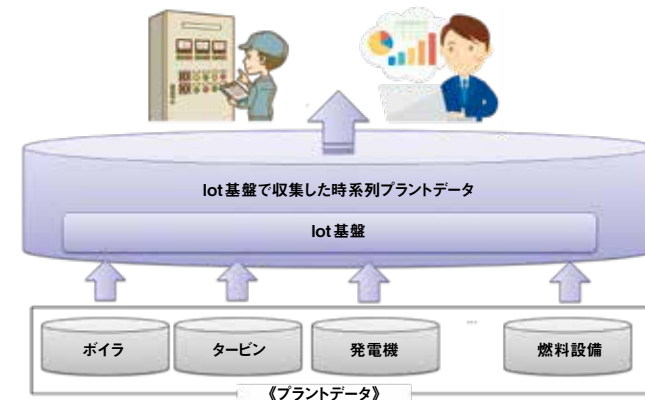 Iot基盤で収集した時系列プラントデータ
Iot基盤
ボイラ
タービン
発電機
…
燃料設備
《プラントデータ》